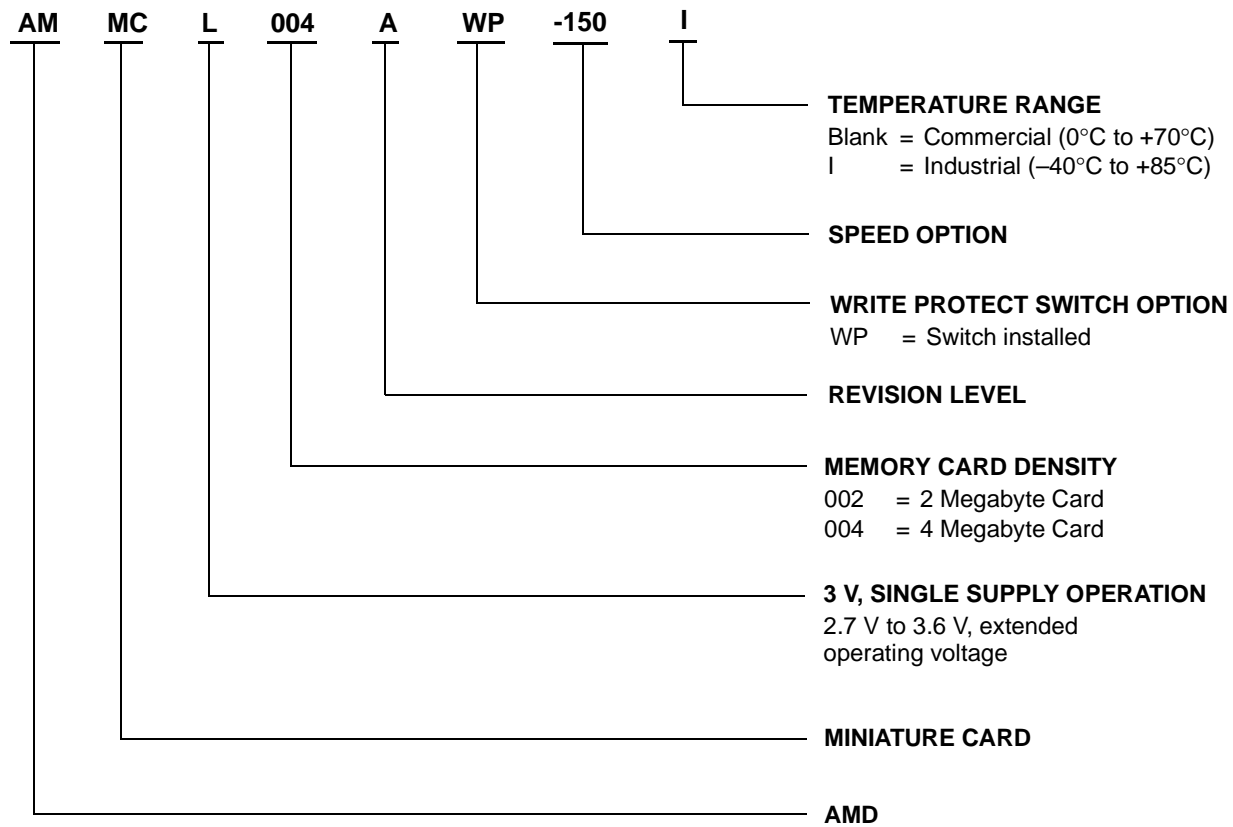 AM MC L 004 A WP -150 I
TEMPERATURE RANGE
Blank = Commercial (0°C to +70°C)
I = Industrial (–40°C to +85°C)
SPEED OPTION
WRITE PROTECT SWITCH OPTION
WP = Switch installed
REVISION LEVEL
MEMORY CARD DENSITY
002 = 2 Megabyte Card
004 = 4 Megabyte Card
3 V, SINGLE SUPPLY OPERATION
2.7 V to 3.6 V, extended
operating voltage
MINIATURE CARD
AMD